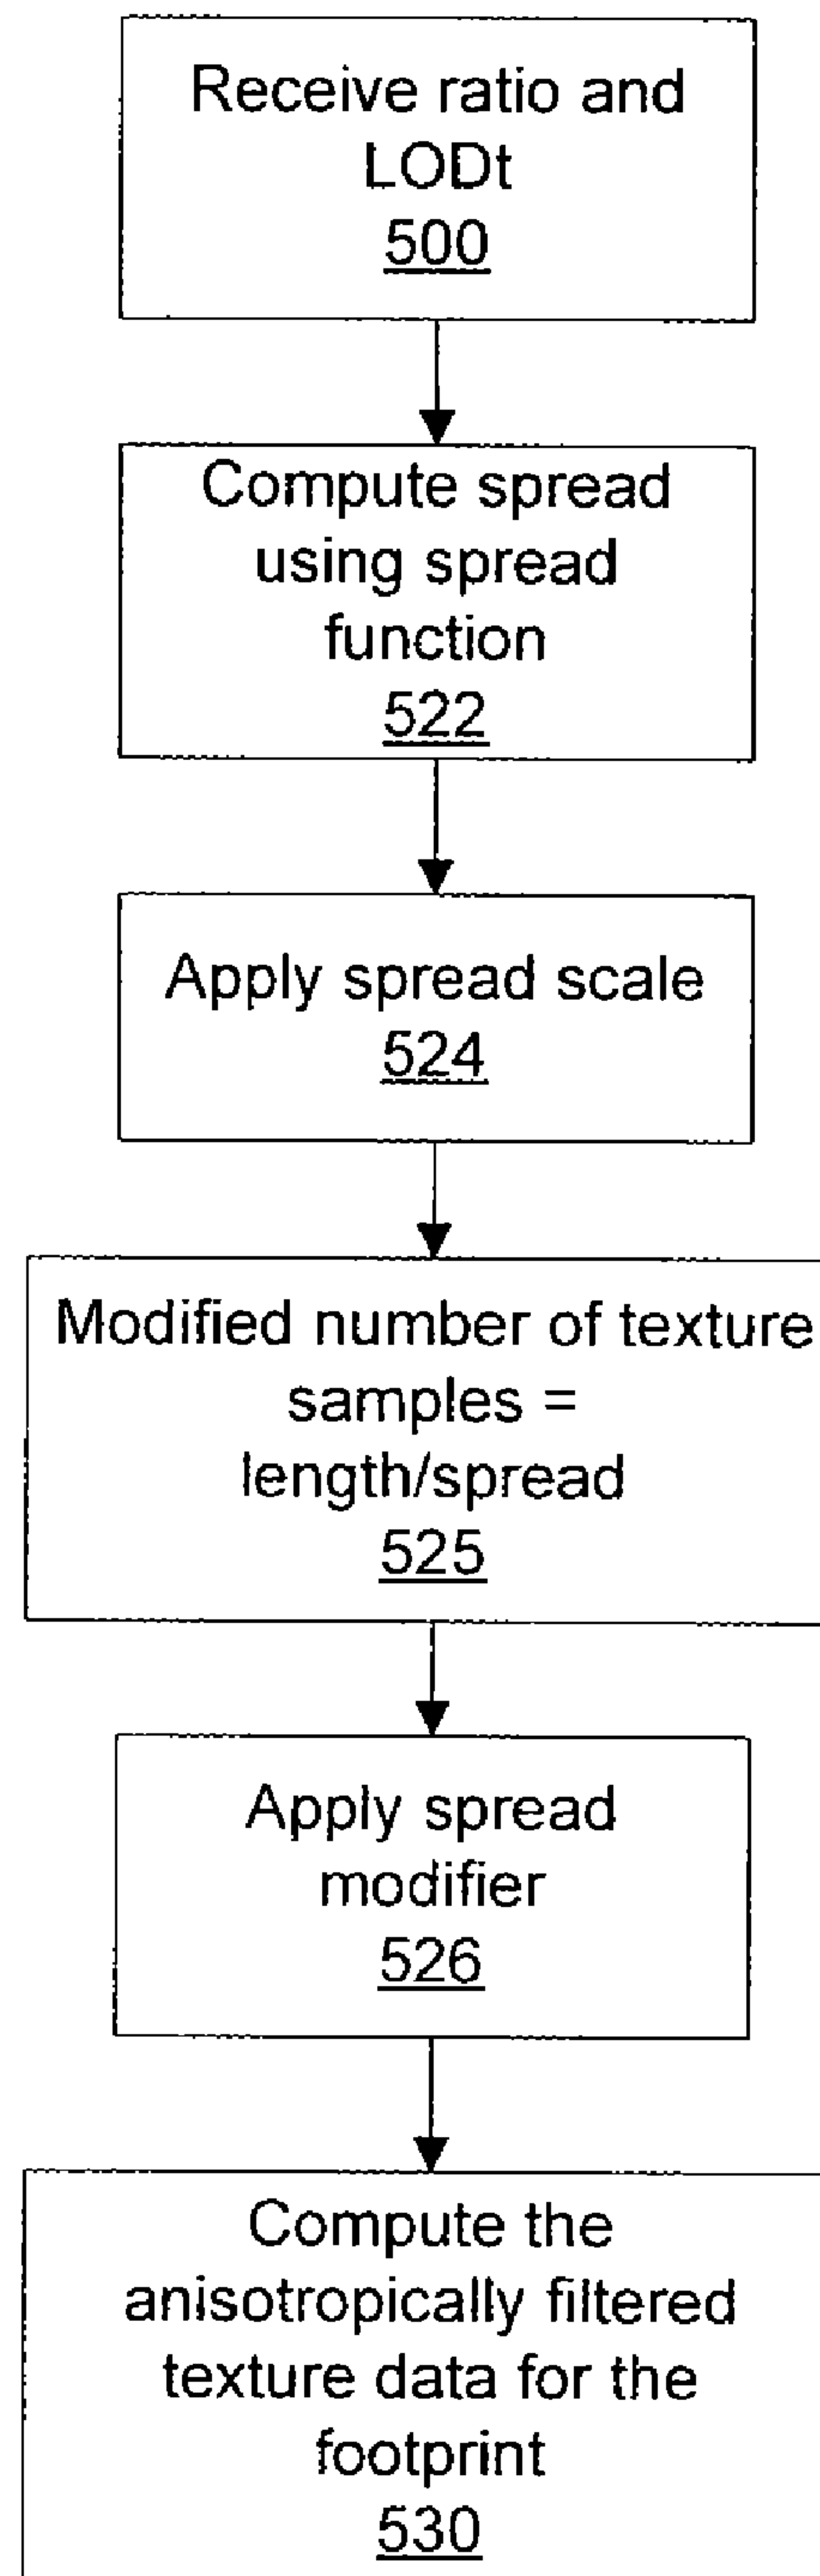 Receive ratio and
LODt
500
Compute spread
using spread
function
522
Apply spread scale
524
Modified number of texture
samples =
length/spread
525
Apply spread
modifier
526
Compute the
anisotropically filtered
texture data for the
footprint
530